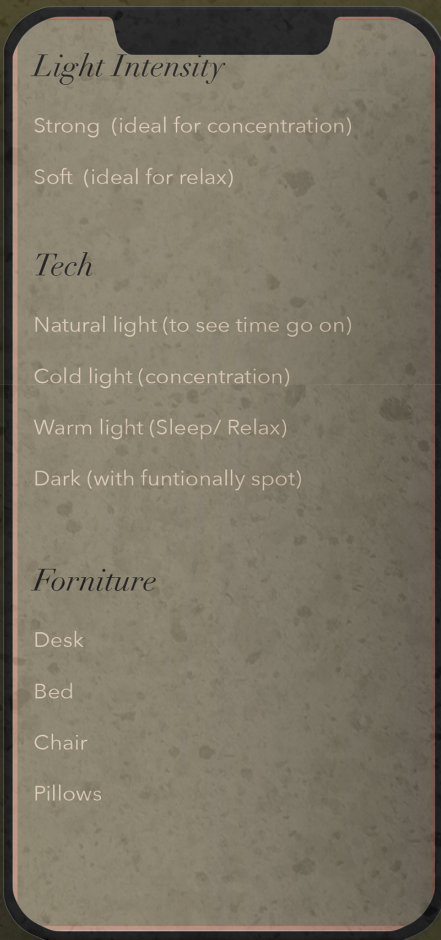 Light Intensity
Strong (ideal for concentration)
Soft (ideal for relax)
Tech
Natural light (to see time go on)
Cold light (concentration)
Warm light (Sleep/ Relax)
Dark (with funtionally spot)
Forniture
Desk
Bed
Chair
Pillows